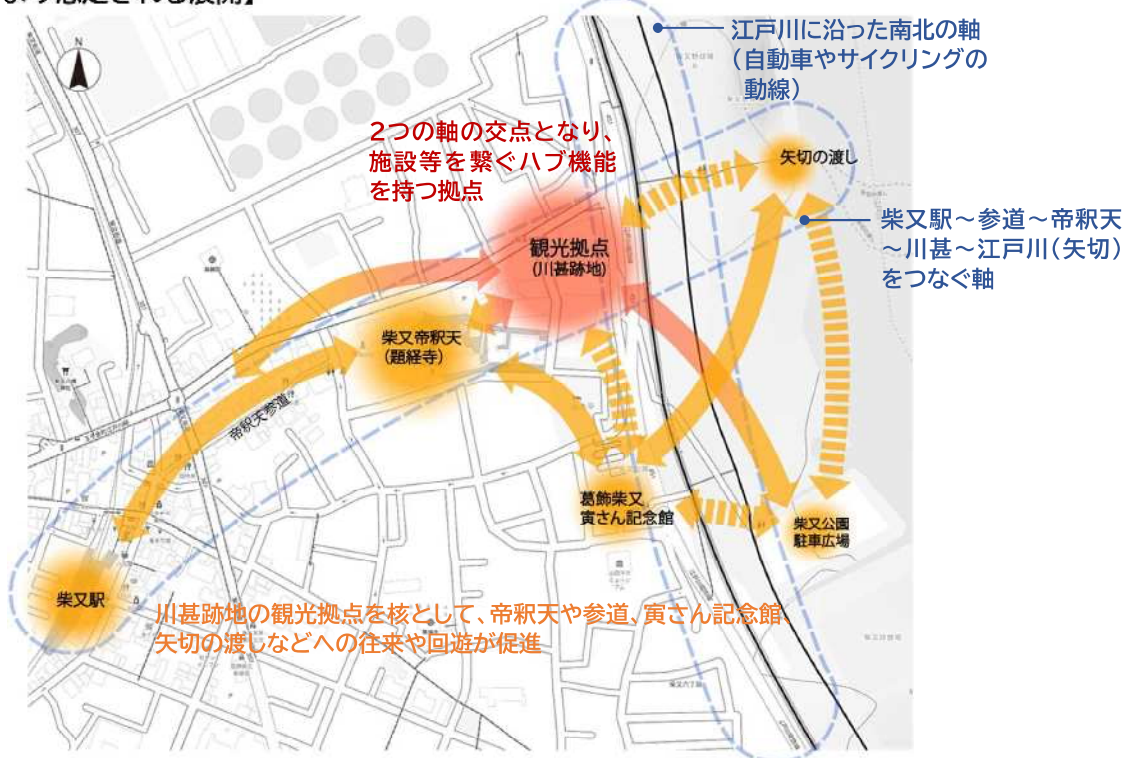 N
江戸川に沿った南北の軸
(自動車やサイクリングの
動線)
2つの軸の交点となり、
施設等を繋ぐハブ機能
を持つ拠点
矢切の渡し
柴又駅～参道～帝釈天
～川甚～江戸川(矢切)
をつなぐ軸
観光拠点
(川甚跡地)
柴又帝釈天
(題経寺)
帝釈天参道
葛飾柴又
寅さん記念館
柴又公園
駐車広場
柴又駅
川甚跡地の観光拠点を核として、帝釈天や参道、寅さん記念館、
矢切の渡しなどへの往来や回遊が促進